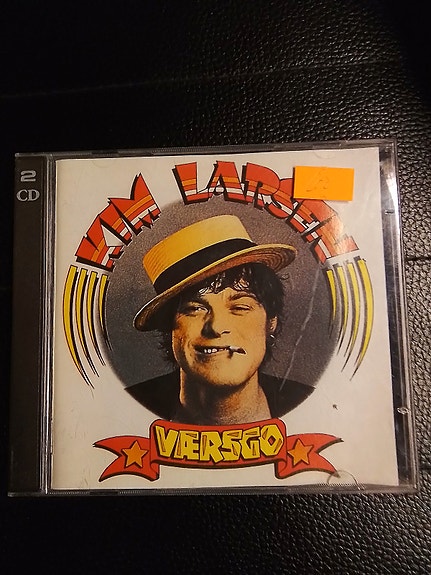 2
CD
KIM LARSEN
VÆRSGO